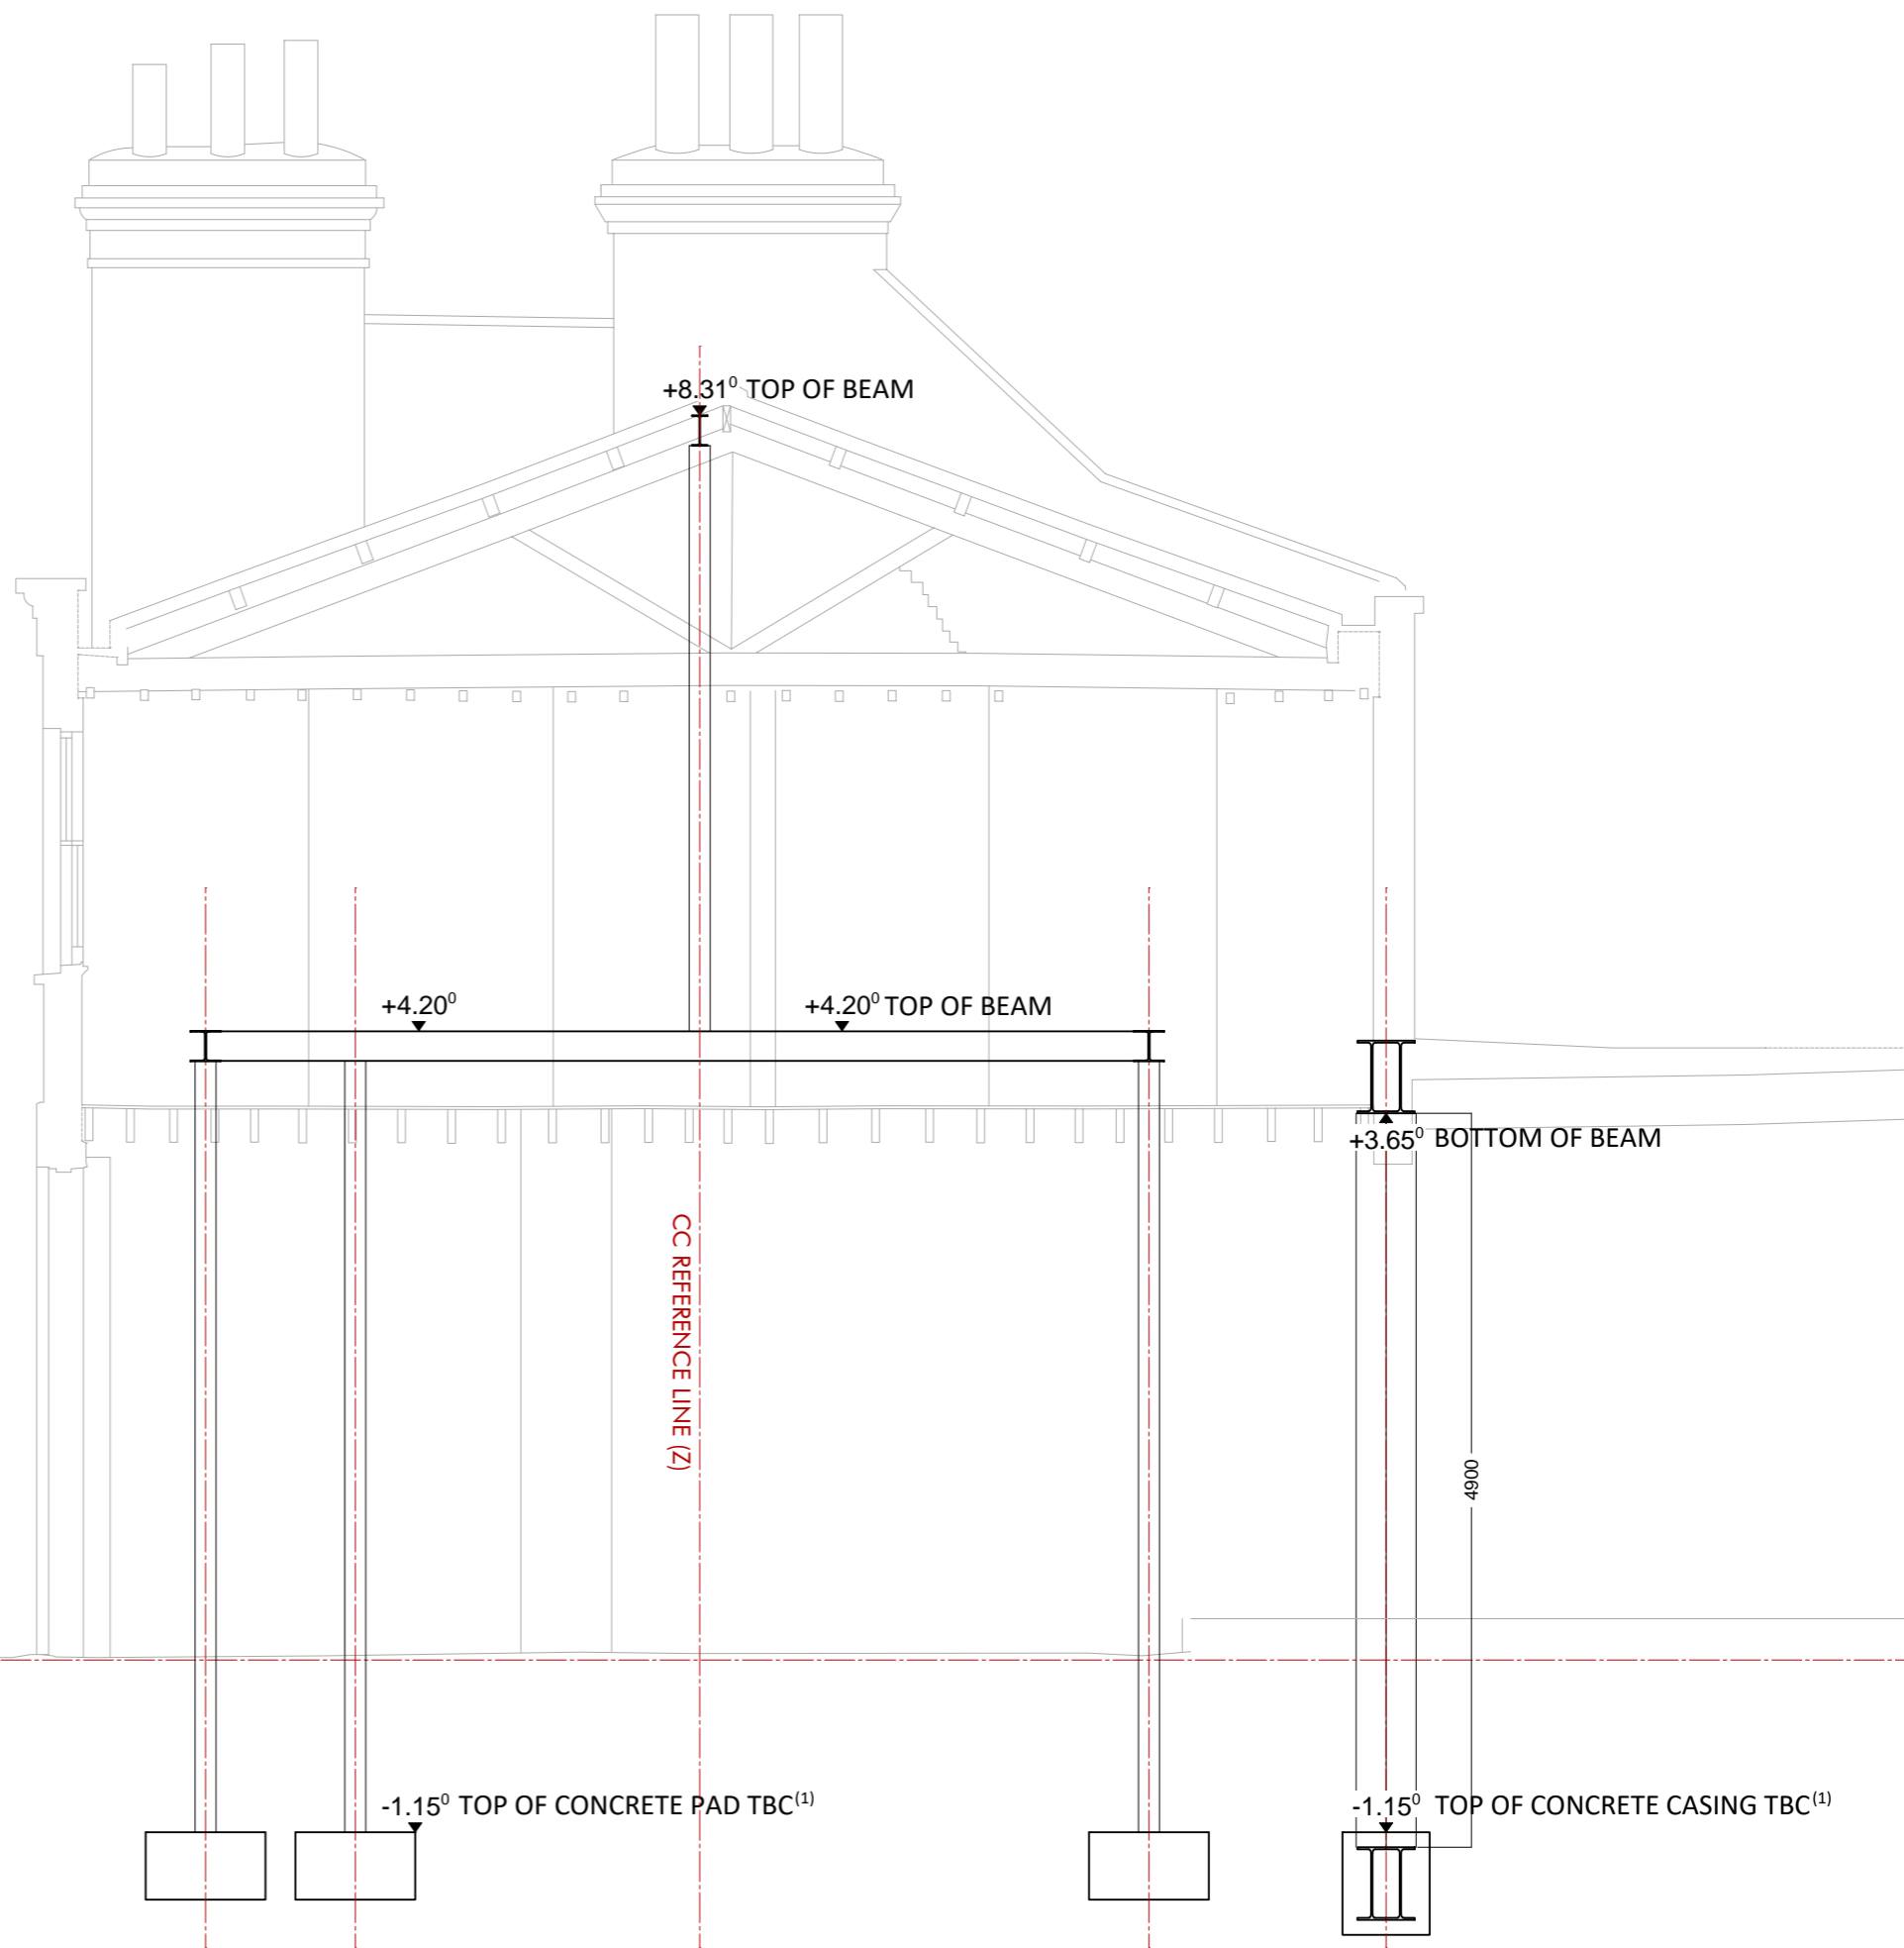 +8.31⁰ TOP OF BEAM
+4.20⁰
+4.20⁰ TOP OF BEAM
+3.65⁰ BOTTOM OF BEAM
CC REFERENCE LINE (Z)
4900
-1.15⁰ TOP OF CONCRETE PAD TBC⁽¹⁾
-1.15⁰ TOP OF CONCRETE CASING TBC⁽¹⁾